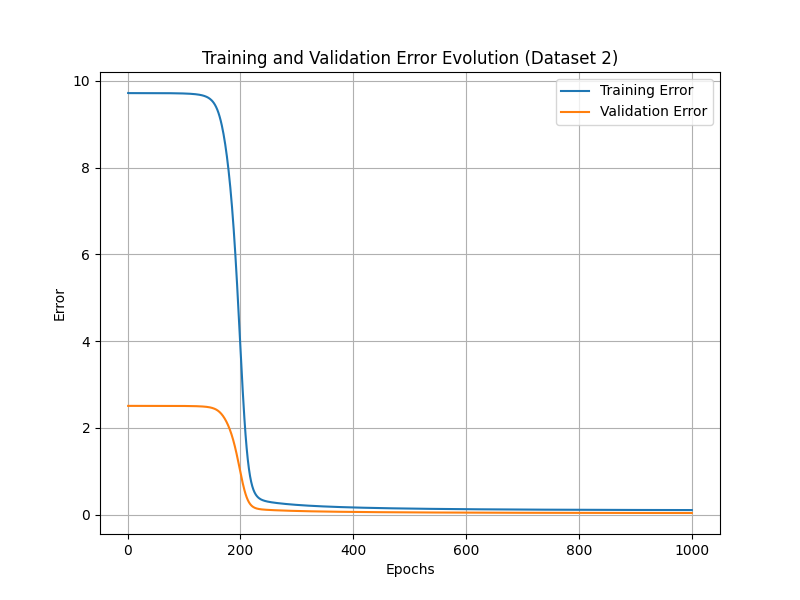 Training and Validation Error Evolution (Dataset 2)
Training Error
Validation Error
Error
10
8
6
4
2
0
0 200 400 600 800 1000
Epochs